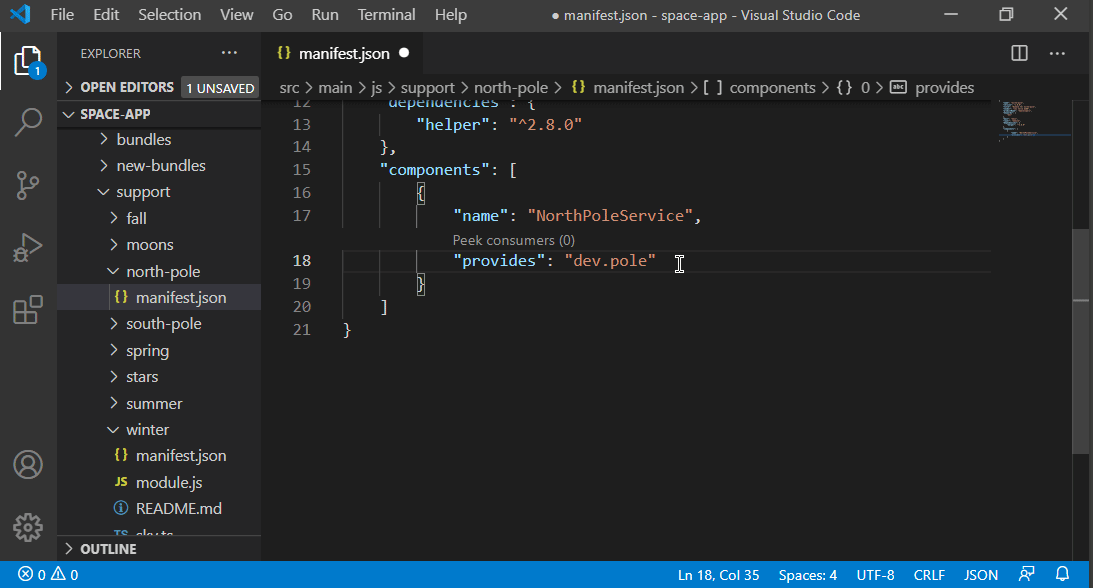 File Edit Selection View Go Run Terminal Help
● manifest.json - space-app - Visual Studio Code
EXPLORER ···
1
OPEN EDITORS 1 UNSAVED
SPACE-APP
bundles
new-bundles
support
fall
moons
north-pole
{} manifest.json
south-pole
spring
stars
summer
winter
{} manifest.json
JS module.js
README.md
TS sky.ts
OUTLINE
{} manifest.json ●
src > main > js > support > north-pole > {} manifest.json > [ ] components > {} 0 > abc provides
12 "dependencies": {
13 "helper": "^2.8.0"
14 },
15 "components": [
16 {
17 "name": "NorthPoleService",
Peek consumers (0)
18 "provides": "dev.pole"
19 }
20 ]
21 }
0 0 Ln 18, Col 35 Spaces: 4 UTF-8 CRLF JSON